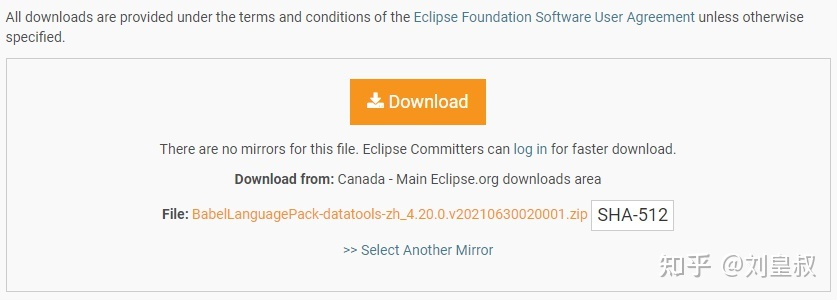 All downloads are provided under the terms and conditions of the Eclipse Foundation Software User Agreement unless otherwise
specified.
Download
There are no mirrors for this file. Eclipse Committers can log in for faster download.
Download from: Canada - Main Eclipse.org downloads area
File: BabelLanguagePack-datatools-zh_4.20.0.v20210630020001.zip SHA-512
>> Select Another Mirror
知乎 @刘皇叔